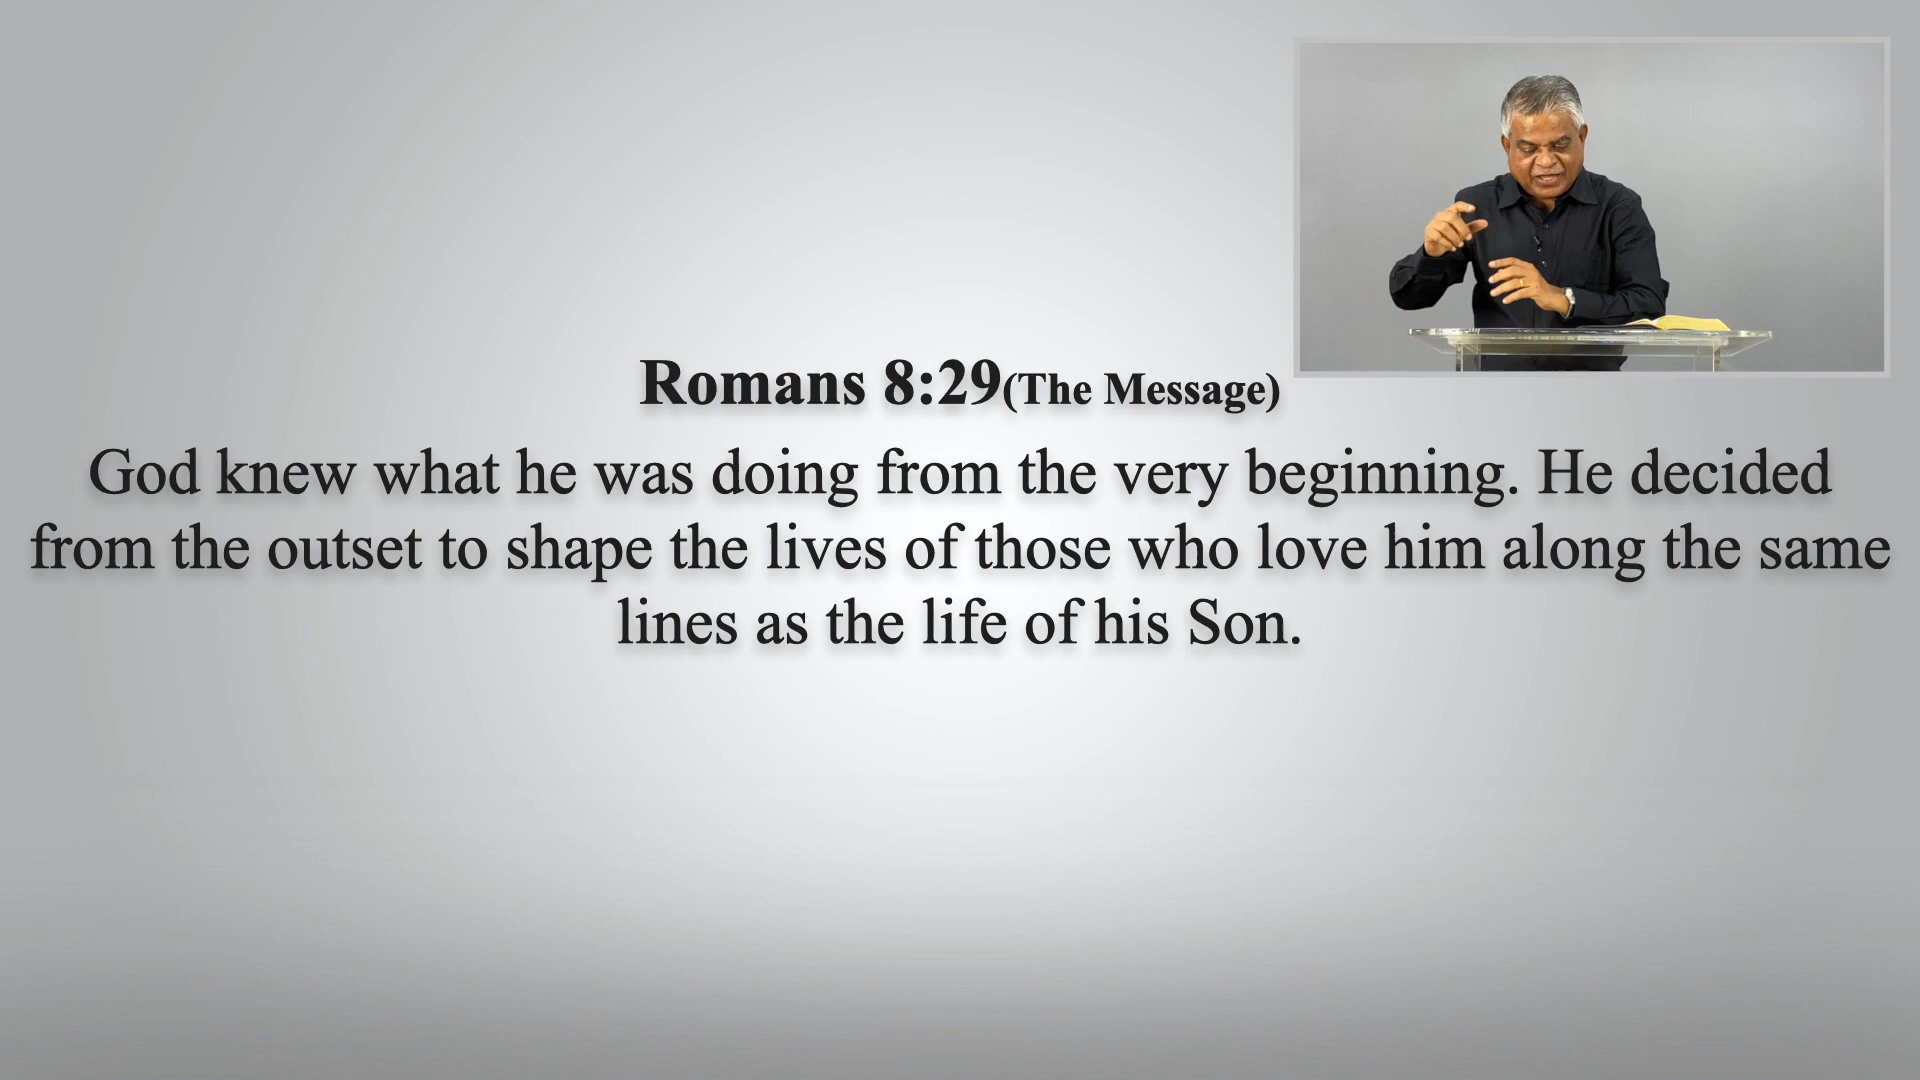 Romans 8:29(The Message)
God knew what he was doing from the very beginning. He decided
from the outset to shape the lives of those who love him along the same
lines as the life of his Son.